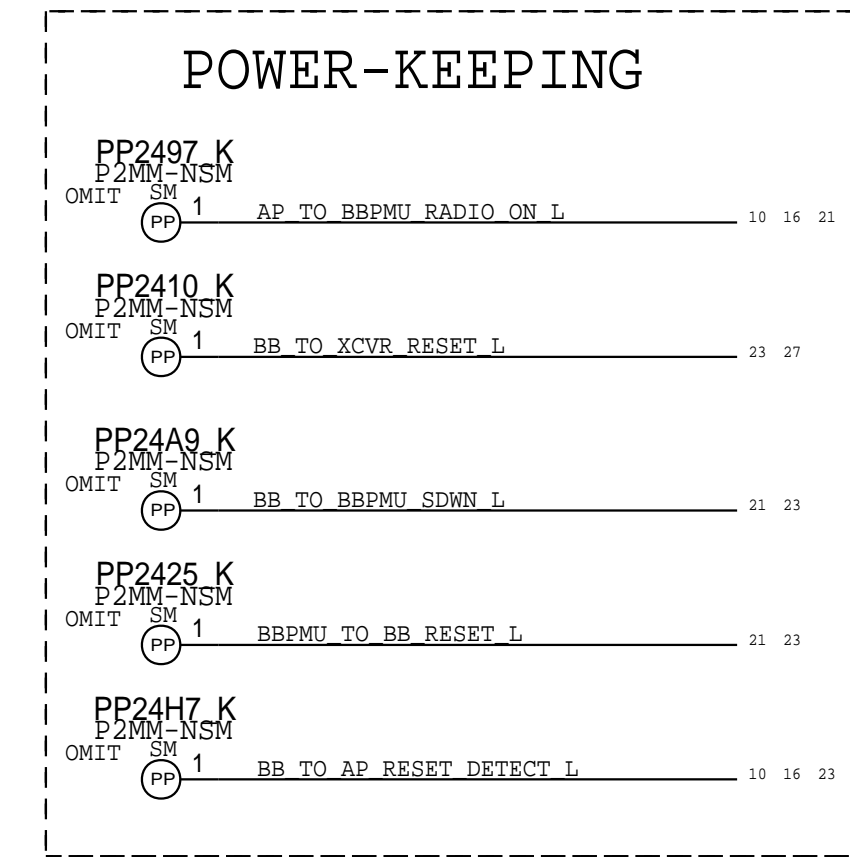 POWER-KEEPING
PP2497_K
P2MM-NSM
OMIT SM
PP 1 AP_TO_BBPMU_RADIO_ON_L 10 16 21
PP2410_K
P2MM-NSM
OMIT SM
PP 1 BB_TO_XCVR_RESET_L 23 27
PP24A9_K
P2MM-NSM
OMIT SM
PP 1 BB_TO_BBPMU_SDWN_L 21 23
PP2425_K
P2MM-NSM
OMIT SM
PP 1 BBPMU_TO_BB_RESET_L 21 23
PP24H7_K
P2MM-NSM
OMIT SM
PP 1 BB_TO_AP_RESET_DETECT_L 10 16 23